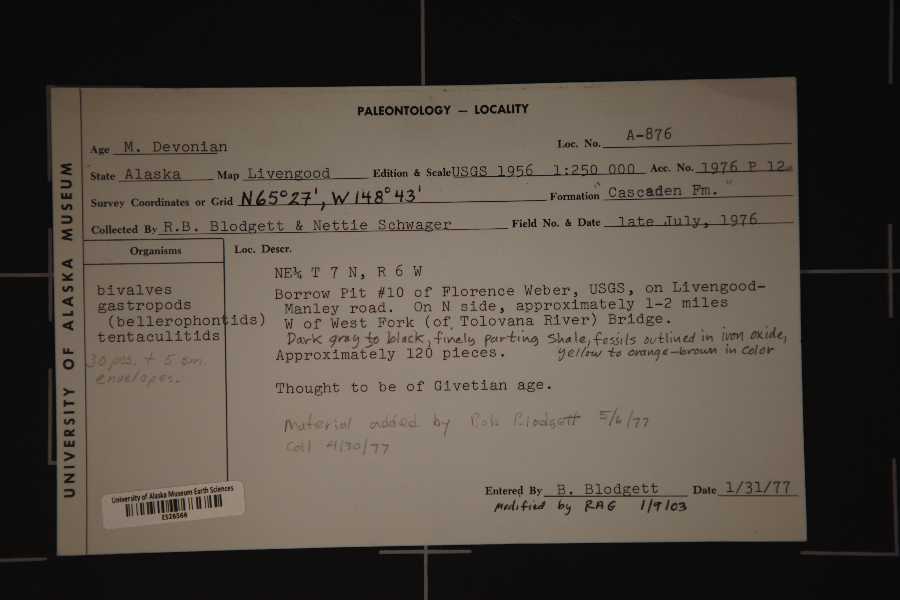 PALEONTOLOGY — LOCALITY
Age M. Devonian Loc. No. A-876
State Alaska Map Livengood Edition & Scale USGS 1956 1:250 000 Acc. No. 1976 P 12
Survey Coordinates or Grid N65°27', W148°43' Formation "Cascaden Fm."
Collected By R.B. Blodgett & Nettie Schwager Field No. & Date late July, 1976
Organisms
bivalves
gastropods
(bellerophontids)
tentaculitids
30 pcs. + 5 sm.
envelopes.
Loc. Descr.
NE¼ T 7 N, R 6 W
Borrow Pit #10 of Florence Weber, USGS, on Livengood-
Manley road. On N side, approximately 1-2 miles
W of West Fork (of Tolovana River) Bridge.
Dark gray to black, finely parting shale, fossils outlined in iron oxide,
yellow to orange-brown in color
Approximately 120 pieces.
Thought to be of Givetian age.
Material added by Rob Blodgett 5/6/77
Coll 4/30/77
Entered By B. Blodgett Date 1/31/77
modified by RAG 1/9/03
UNIVERSITY OF ALASKA MUSEUM
University of Alaska Museum Earth Sciences
ES26566